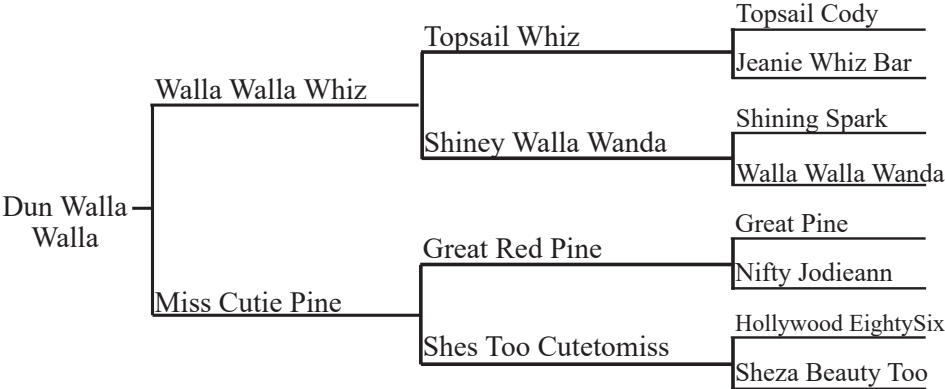 Topsail Cody
Topsail Whiz
Jeanie Whiz Bar
Walla Walla Whiz
Shining Spark
Shiney Walla Wanda
Walla Walla Wanda
Dun Walla
Walla
Great Pine
Great Red Pine
Nifty Jodieann
Miss Cutie Pine
Hollywood EightySix
Shes Too Cutetomiss
Sheza Beauty Too